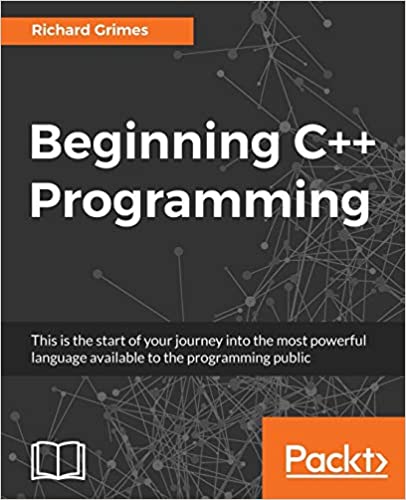 Richard Grimes
Beginning C++
Programming
This is the start of your journey into the most powerful
language available to the programming public
Packt>